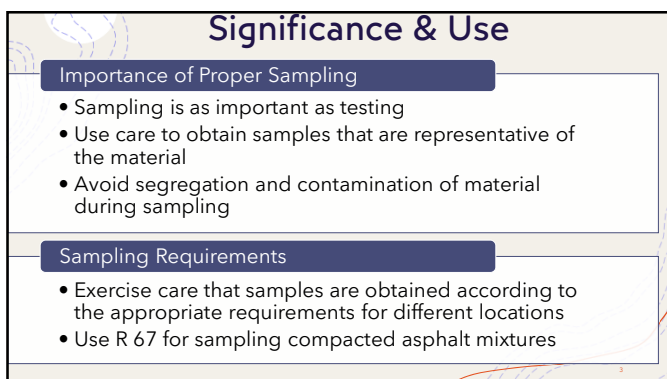 Significance & Use
Importance of Proper Sampling
• Sampling is as important as testing
• Use care to obtain samples that are representative of
the material
• Avoid segregation and contamination of material
during sampling
Sampling Requirements
• Exercise care that samples are obtained according to
the appropriate requirements for different locations
• Use R 67 for sampling compacted asphalt mixtures
3